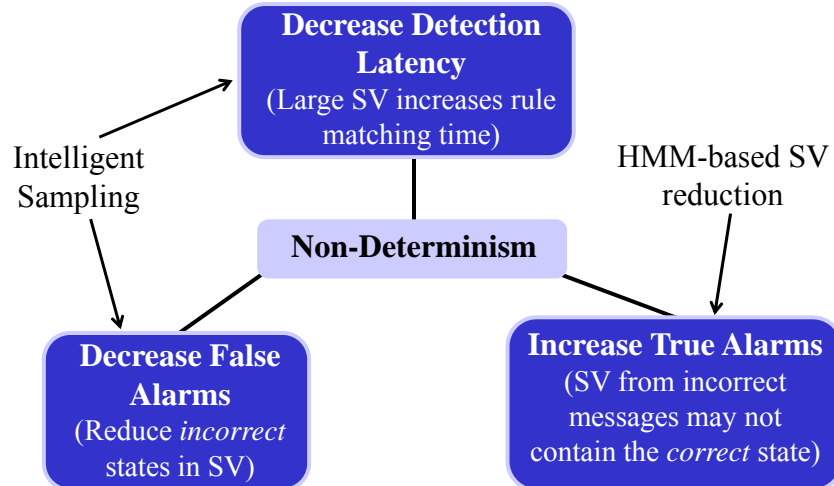 Decrease Detection
Latency
(Large SV increases rule
matching time)
Intelligent
Sampling
HMM-based SV
reduction
Non-Determinism
Decrease False
Alarms
(Reduce incorrect
states in SV)
Increase True Alarms
(SV from incorrect
messages may not
contain the correct state)